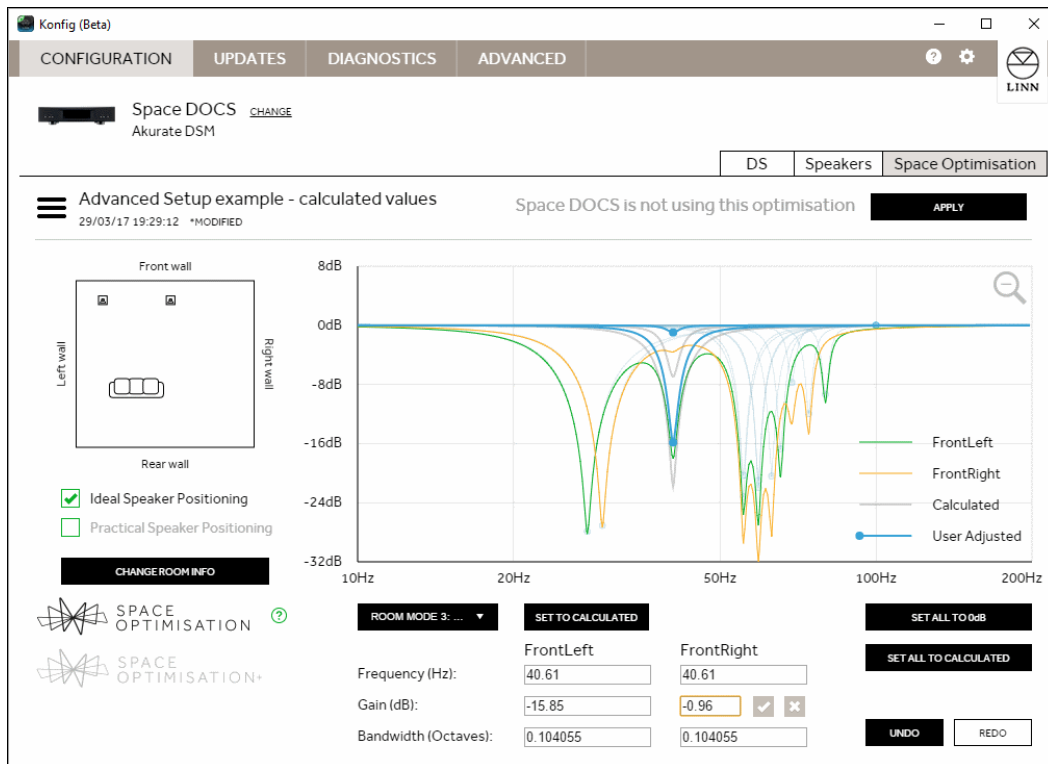 Konfig (Beta)
CONFIGURATION UPDATES DIAGNOSTICS ADVANCED
LINN
Space DOCS CHANGE
Akurate DSM
DS Speakers Space Optimisation
Advanced Setup example - calculated values
29/03/17 19:29:12 *MODIFIED
Space DOCS is not using this optimisation APPLY
Front wall
Left wall
Right wall
Rear wall
Ideal Speaker Positioning
Practical Speaker Positioning
CHANGE ROOM INFO
SPACE
OPTIMISATION
SPACE
OPTIMISATION+
8dB
0dB
-8dB
-16dB
-24dB
-32dB
10Hz 20Hz 50Hz 100Hz 200Hz
FrontLeft
FrontRight
Calculated
User Adjusted
ROOM MODE 3: ... SET TO CALCULATED SET ALL TO 0dB
SET ALL TO CALCULATED
FrontLeft FrontRight
Frequency (Hz): 40.61 40.61
Gain (dB): -15.85 -0.96
Bandwidth (Octaves): 0.104055 0.104055
UNDO REDO